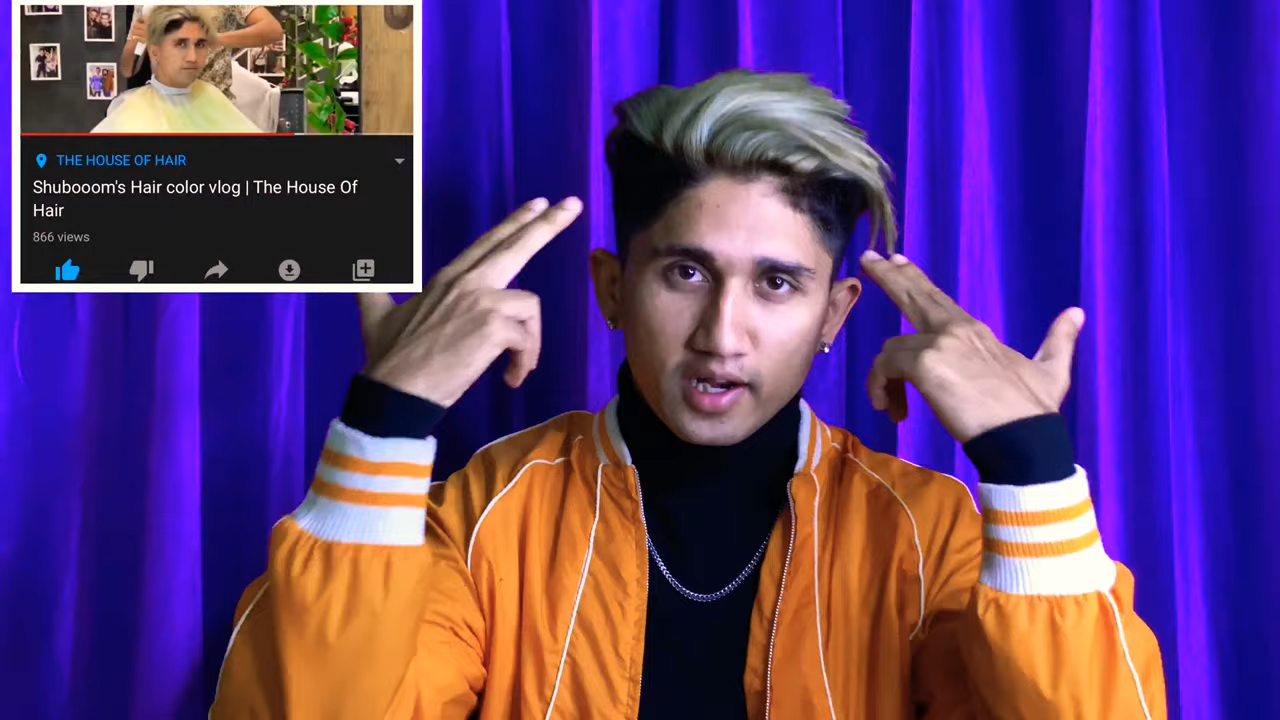 THE HOUSE OF HAIR
Shubooom's Hair color vlog | The House Of
Hair
866 views